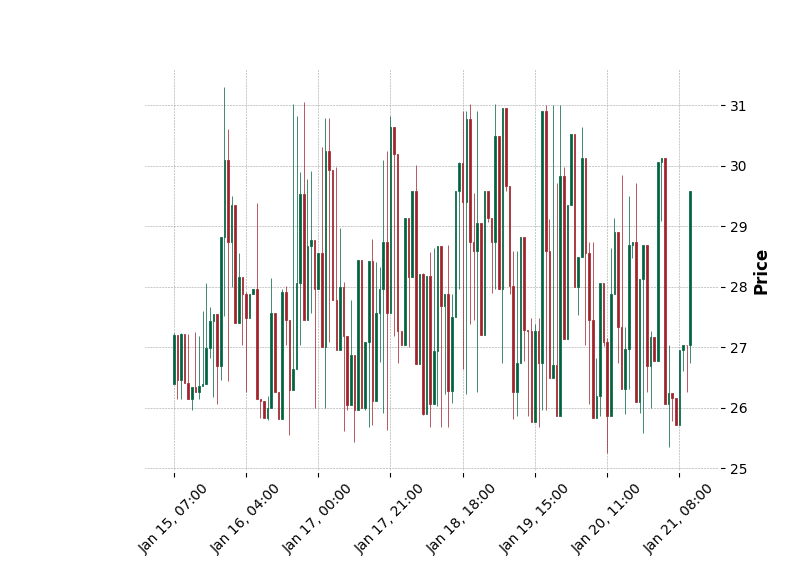 31
30
29
28
27
26
25
Price
Jan 15, 07:00
Jan 16, 04:00
Jan 17, 00:00
Jan 17, 21:00
Jan 18, 18:00
Jan 19, 15:00
Jan 20, 11:00
Jan 21, 08:00